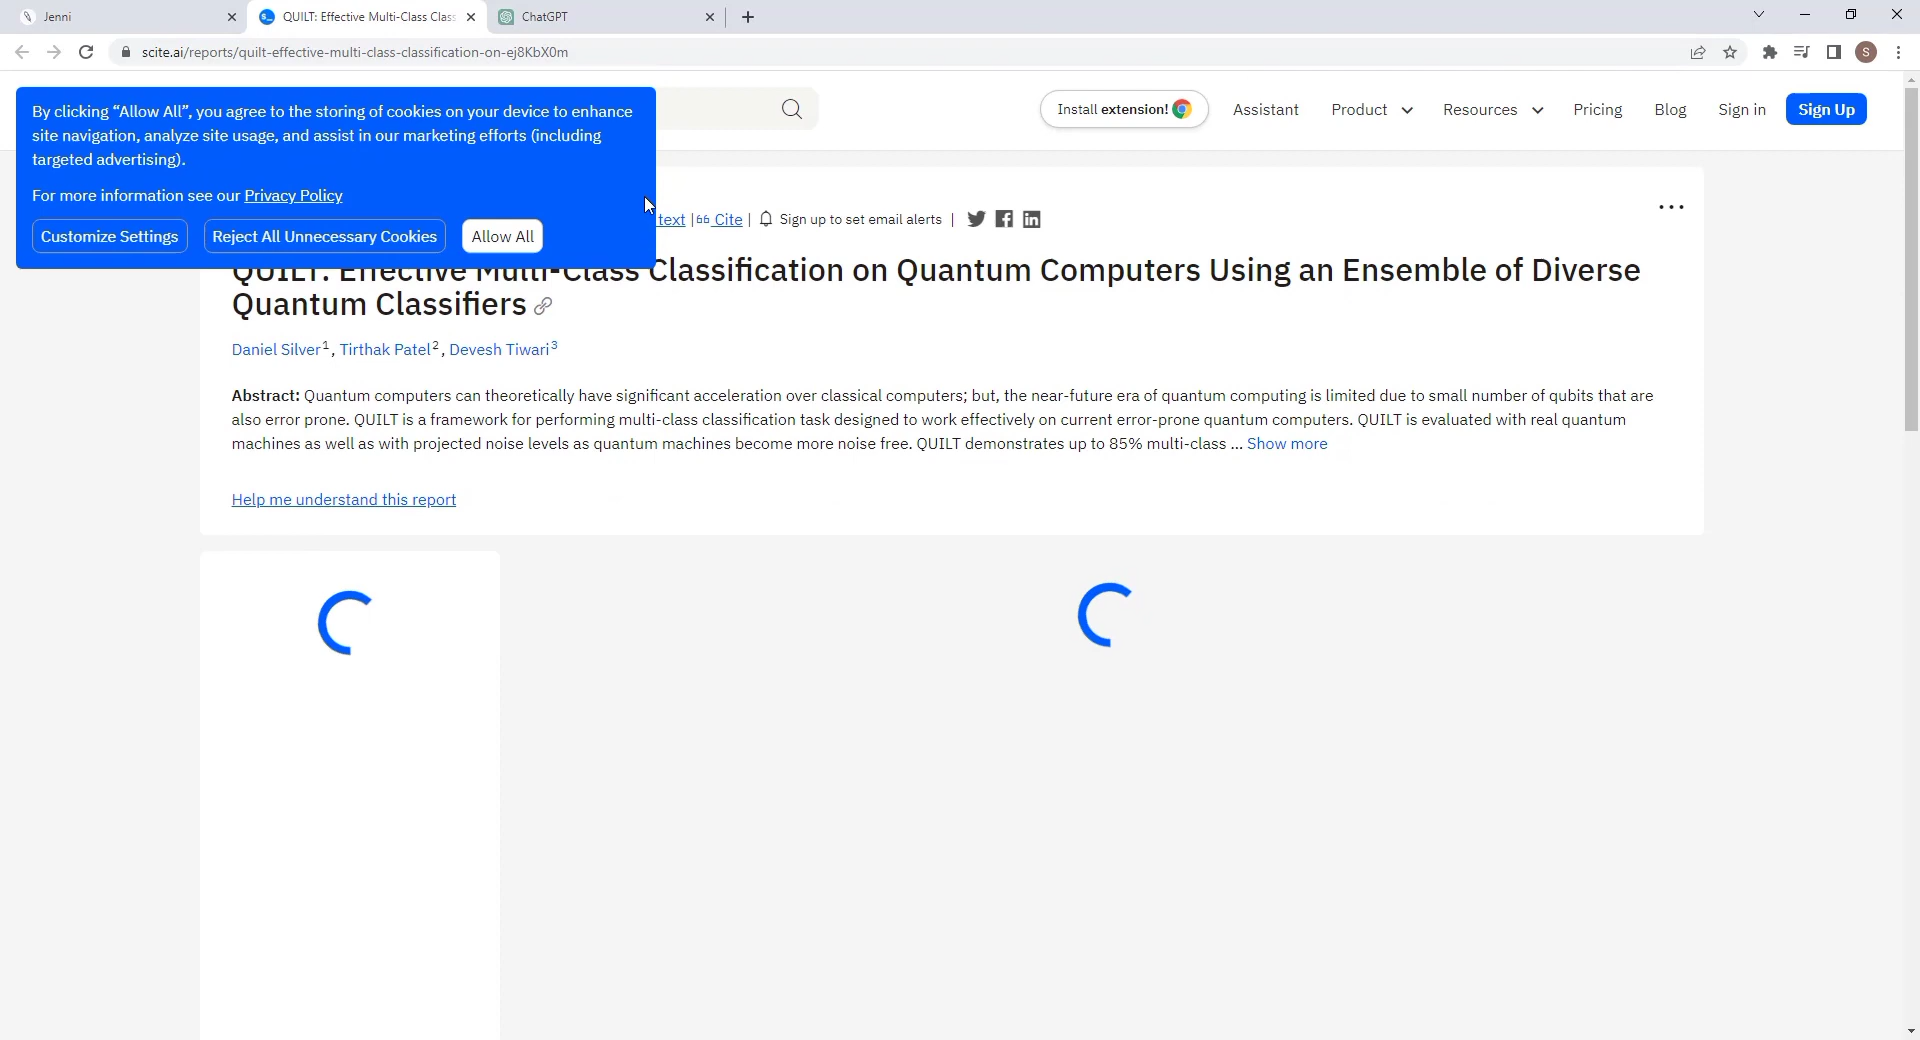 Jenni
QUILT: Effective Multi-Class Clas
ChatGPT
scite.ai/reports/quilt-effective-multi-class-classification-on-ej8KbX0m
S
By clicking “Allow All”, you agree to the storing of cookies on your device to enhance
site navigation, analyze site usage, and assist in our marketing efforts (including
targeted advertising).
For more information see our Privacy Policy
Customize Settings
Reject All Unnecessary Cookies
Allow All
Install extension!
Assistant
Product
Resources
Pricing
Blog
Sign in
Sign Up
text | Cite | Sign up to set email alerts |
QUILT: Effective Multi-Class Classification on Quantum Computers Using an Ensemble of Diverse
Quantum Classifiers
Daniel Silver1, Tirthak Patel2, Devesh Tiwari3
Abstract: Quantum computers can theoretically have significant acceleration over classical computers; but, the near-future era of quantum computing is limited due to small number of qubits that are
also error prone. QUILT is a framework for performing multi-class classification task designed to work effectively on current error-prone quantum computers. QUILT is evaluated with real quantum
machines as well as with projected noise levels as quantum machines become more noise free. QUILT demonstrates up to 85% multi-class ... Show more
Help me understand this report